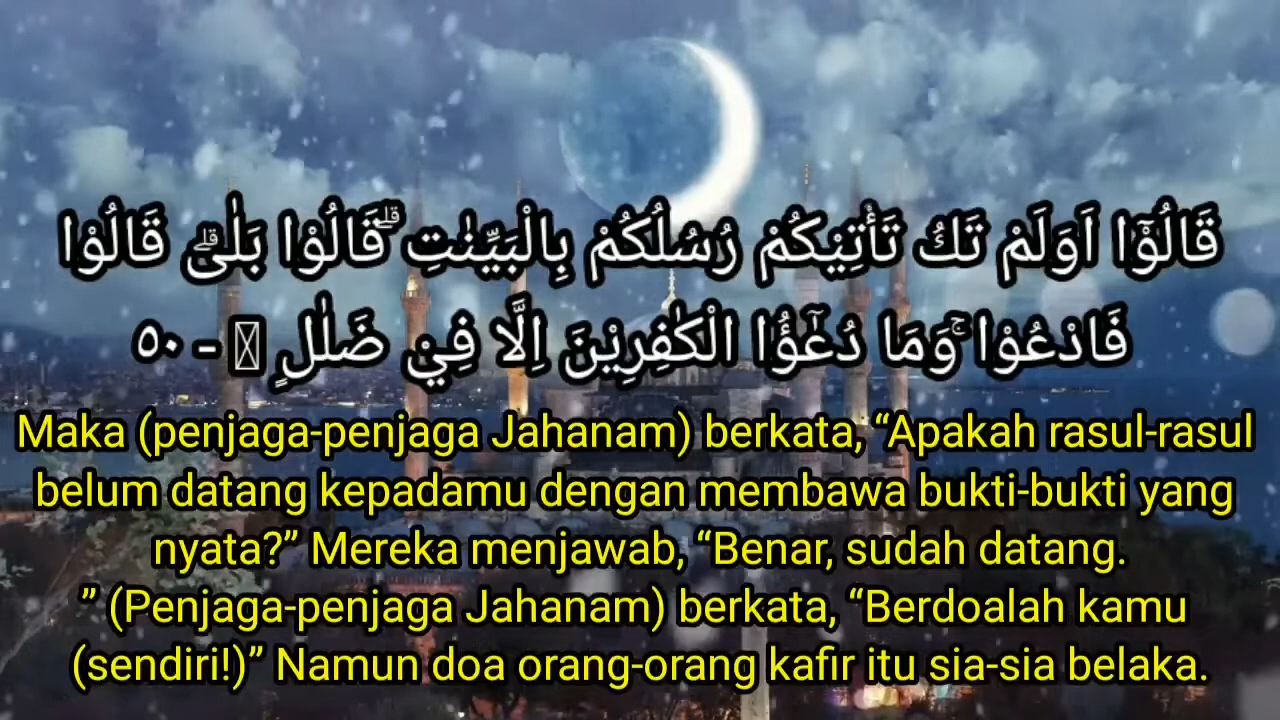 قَالُوْٓا اَوَلَمْ تَكُ تَأْتِيْكُمْ رُسُلُكُمْ بِالْبَيِّنٰتِ ۗقَالُوْا بَلٰىۗ قَالُوْا
فَادْعُوْا ۚوَمَا دُعٰۤؤُا الْكٰفِرِيْنَ اِلَّا فِيْ ضَلٰلٍ - ٥٠
Maka (penjaga-penjaga Jahanam) berkata, “Apakah rasul-rasul
belum datang kepadamu dengan membawa bukti-bukti yang
nyata?” Mereka menjawab, “Benar, sudah datang.
” (Penjaga-penjaga Jahanam) berkata, “Berdoalah kamu
(sendiri!)” Namun doa orang-orang kafir itu sia-sia belaka.